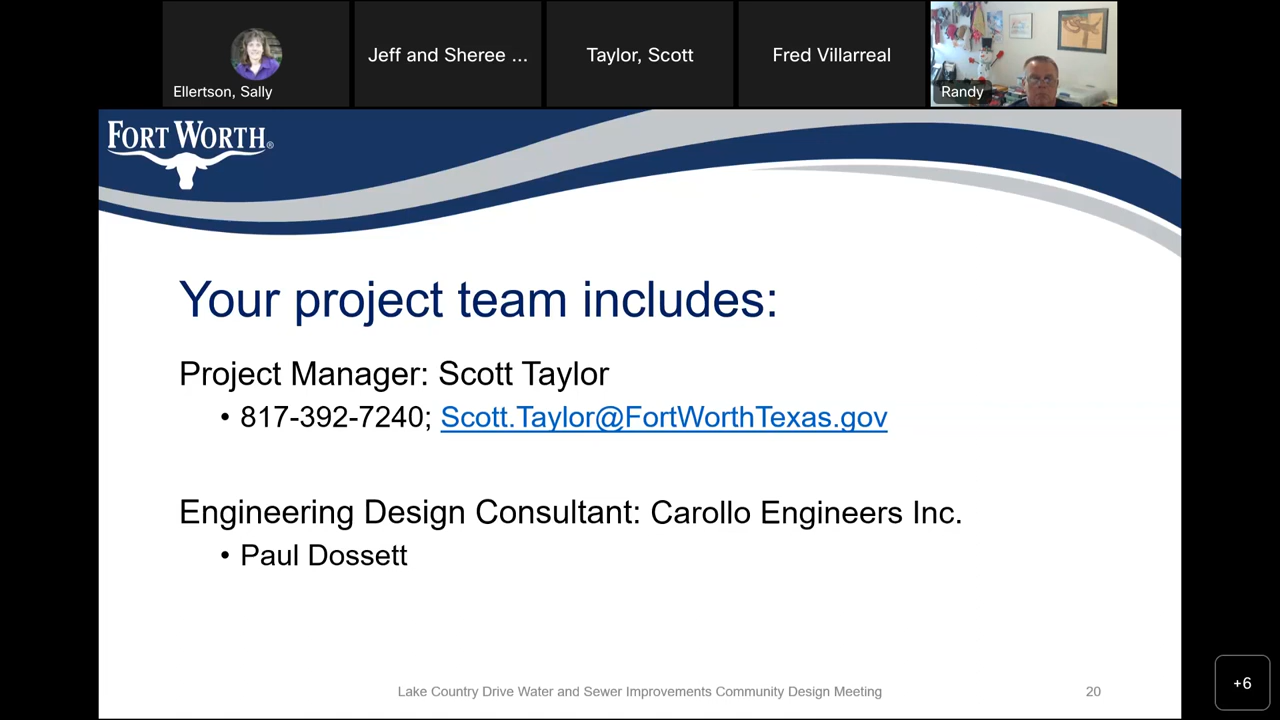 Jeff and Sheree ...
Taylor, Scott
Fred Villarreal
Ellertson, Sally
Randy
FORT WORTH®
Your project team includes:
Project Manager: Scott Taylor
• 817-392-7240; Scott.Taylor@FortWorthTexas.gov
Engineering Design Consultant: Carollo Engineers Inc.
• Paul Dossett
Lake Country Drive Water and Sewer Improvements Community Design Meeting
20
+6